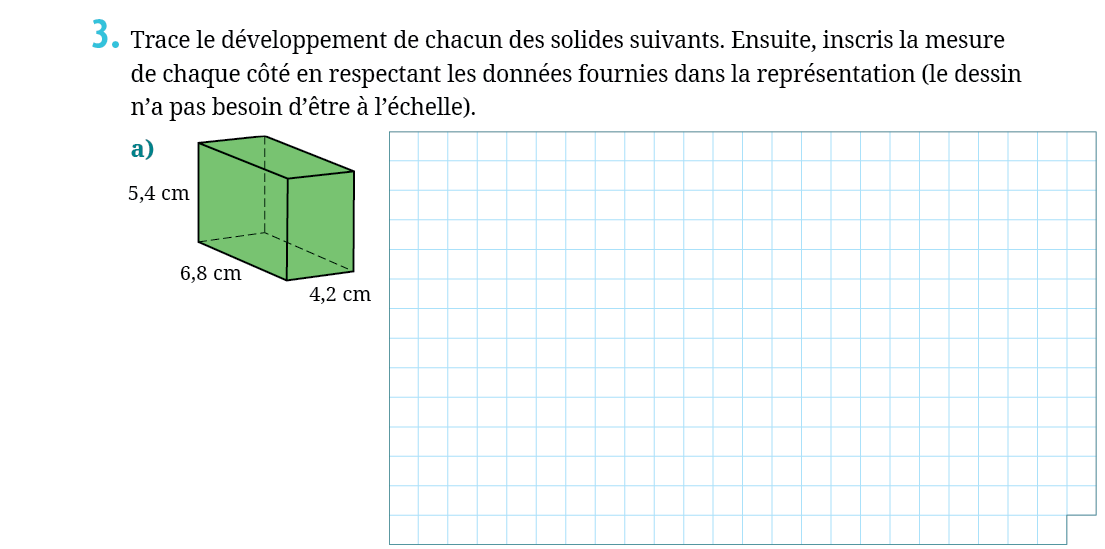 3. Trace le développement de chacun des solides suivants. Ensuite, inscris la mesure
de chaque côté en respectant les données fournies dans la représentation (le dessin
n’a pas besoin d’être à l’échelle).
a)
5,4 cm
6,8 cm
4,2 cm